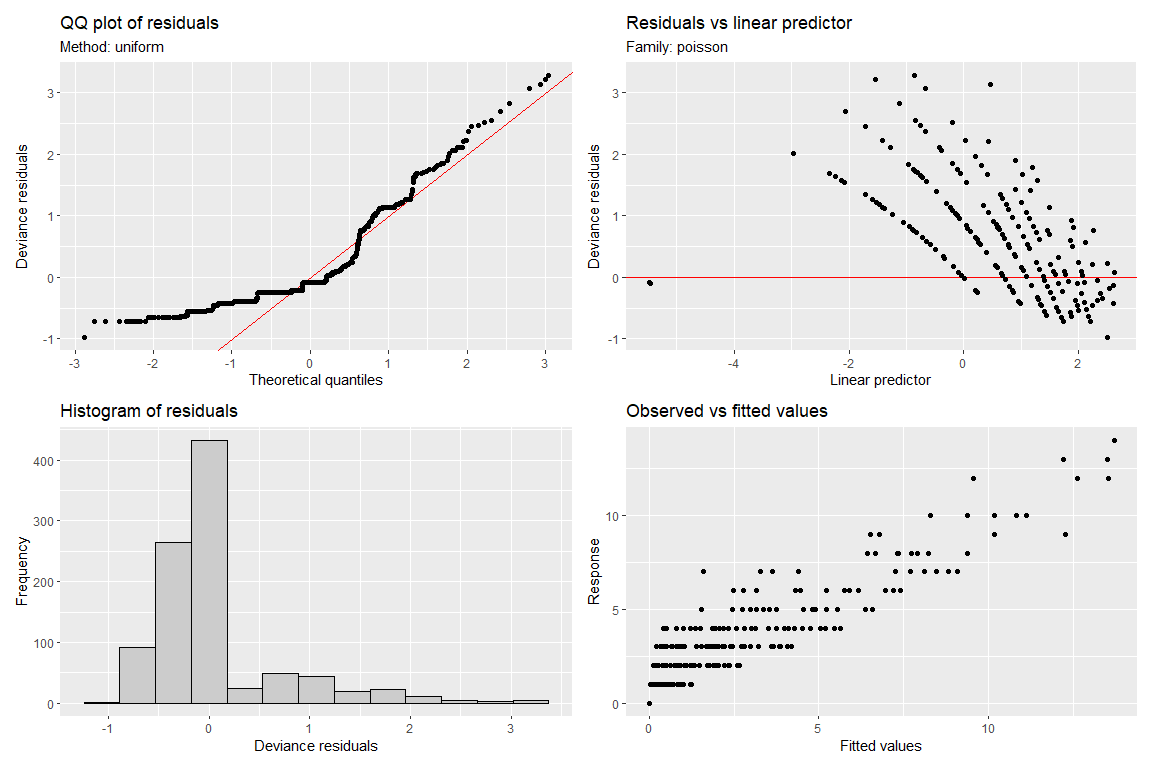 QQ plot of residuals
Method: uniform
Deviance residuals
3
2
1
0
-1
-3
-2
-1
0
1
2
3
Theoretical quantiles
Residuals vs linear predictor
Family: poisson
Deviance residuals
3
2
1
0
-1
-4
-2
0
2
Linear predictor
Histogram of residuals
Frequency
400
300
200
100
0
-1
0
1
2
3
Deviance residuals
Observed vs fitted values
Response
10
5
0
0
5
10
Fitted values